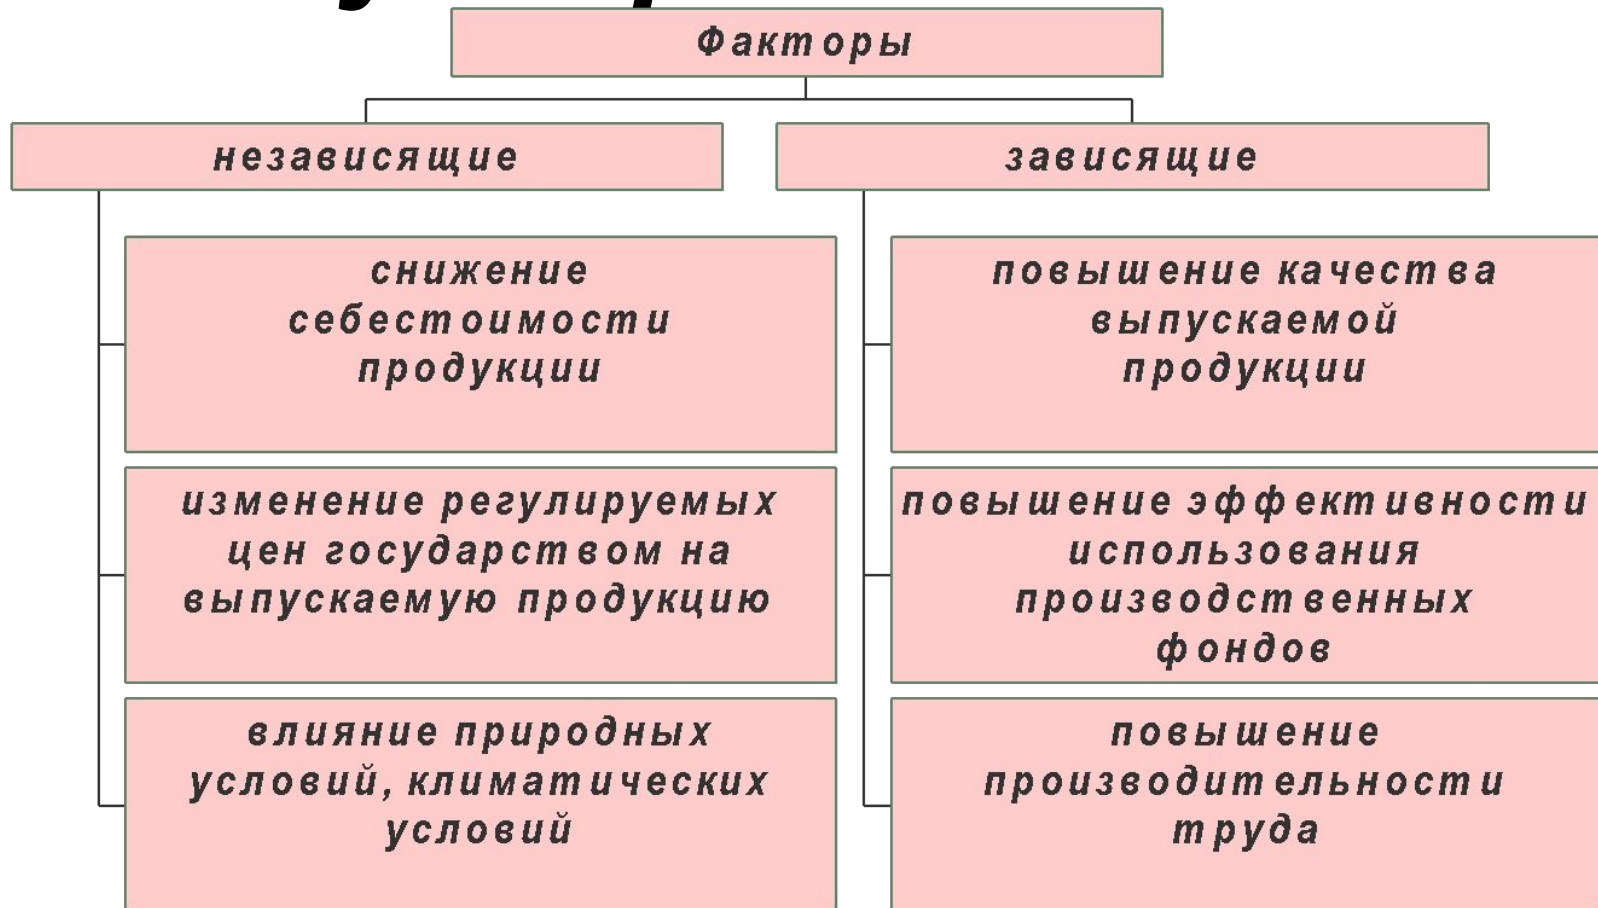 Факторы
независящие
зависящие
снижение
себестоимости
продукции
повышение качества
выпускаемой
продукции
изменение регулируемых
цен государством на
выпускаемую продукцию
повышение эффективности
использования
производственных
фондов
влияние природных
условий, климатических
условий
повышение
производительности
труда